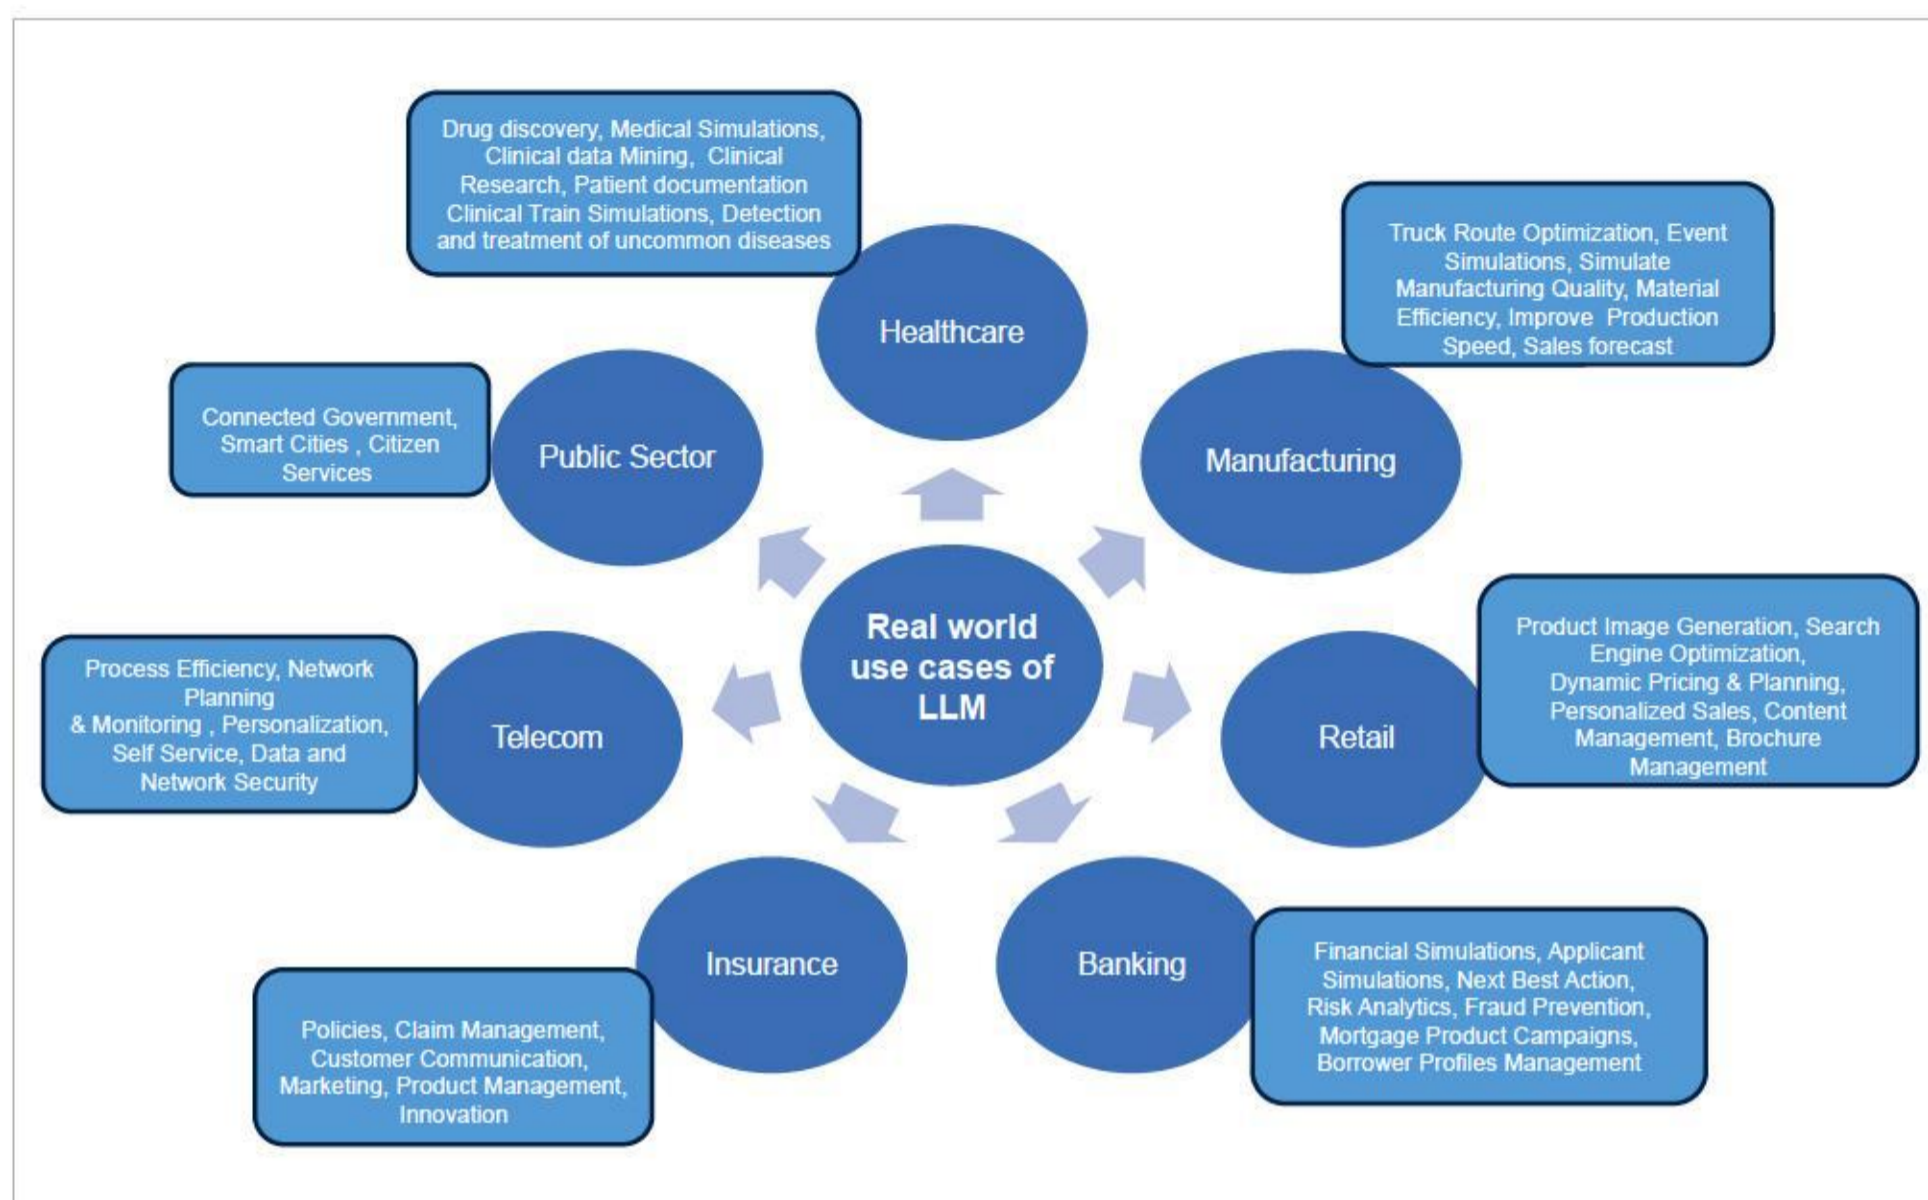 Drug discovery, Medical Simulations,
Clinical data Mining, Clinical
Research, Patient documentation
Clinical Train Simulations, Detection
and treatment of uncommon diseases
Healthcare
Truck Route Optimization, Event
Simulations, Simulate
Manufacturing Quality, Material
Efficiency, Improve Production
Speed, Sales forecast
Manufacturing
Connected Government,
Smart Cities , Citizen
Services
Public Sector
Real world
use cases of
LLM
Product Image Generation, Search
Engine Optimization,
Dynamic Pricing & Planning,
Personalized Sales, Content
Management, Brochure
Management
Retail
Process Efficiency, Network
Planning
& Monitoring , Personalization,
Self Service, Data and
Network Security
Telecom
Insurance
Policies, Claim Management,
Customer Communication,
Marketing, Product Management,
Innovation
Banking
Financial Simulations, Applicant
Simulations, Next Best Action,
Risk Analytics, Fraud Prevention,
Mortgage Product Campaigns,
Borrower Profiles Management